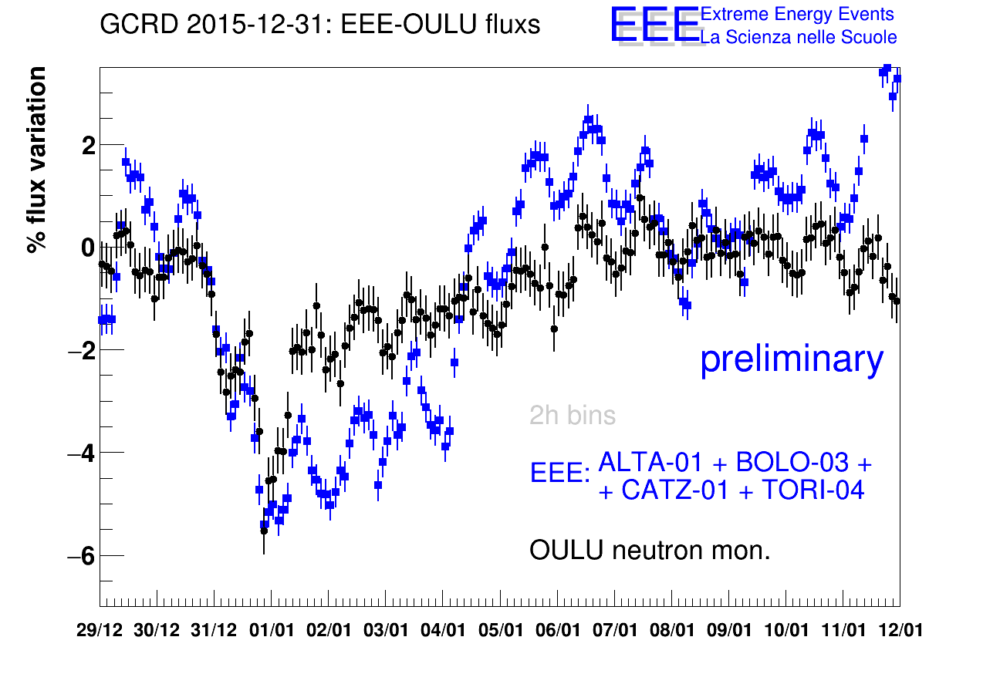 GCRD 2015-12-31: EEE-OULU fluxs
EEE
Extreme Energy Events
La Scienza nelle Scuole
% flux variation
2
0
−2
−4
−6
preliminary
2h bins
EEE: ALTA-01 + BOLO-03 +
+ CATZ-01 + TORI-04
OULU neutron mon.
29/12 30/12 31/12 01/01 02/01 03/01 04/01 05/01 06/01 07/01 08/01 09/01 10/01 11/01 12/01